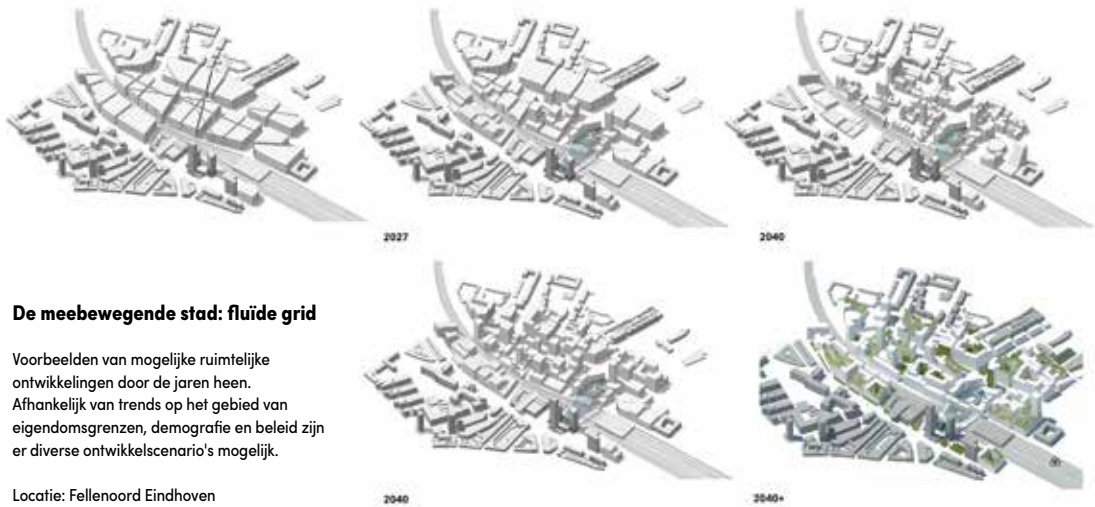 2027
2040
De meebewegende stad: fluïde grid
Voorbeelden van mogelijke ruimtelijke
ontwikkelingen door de jaren heen.
Afhankelijk van trends op het gebied van
eigendomsgrenzen, demografie en beleid zijn
er diverse ontwikkelscenario's mogelijk.
Locatie: Fellenoord Eindhoven
2040
2040+